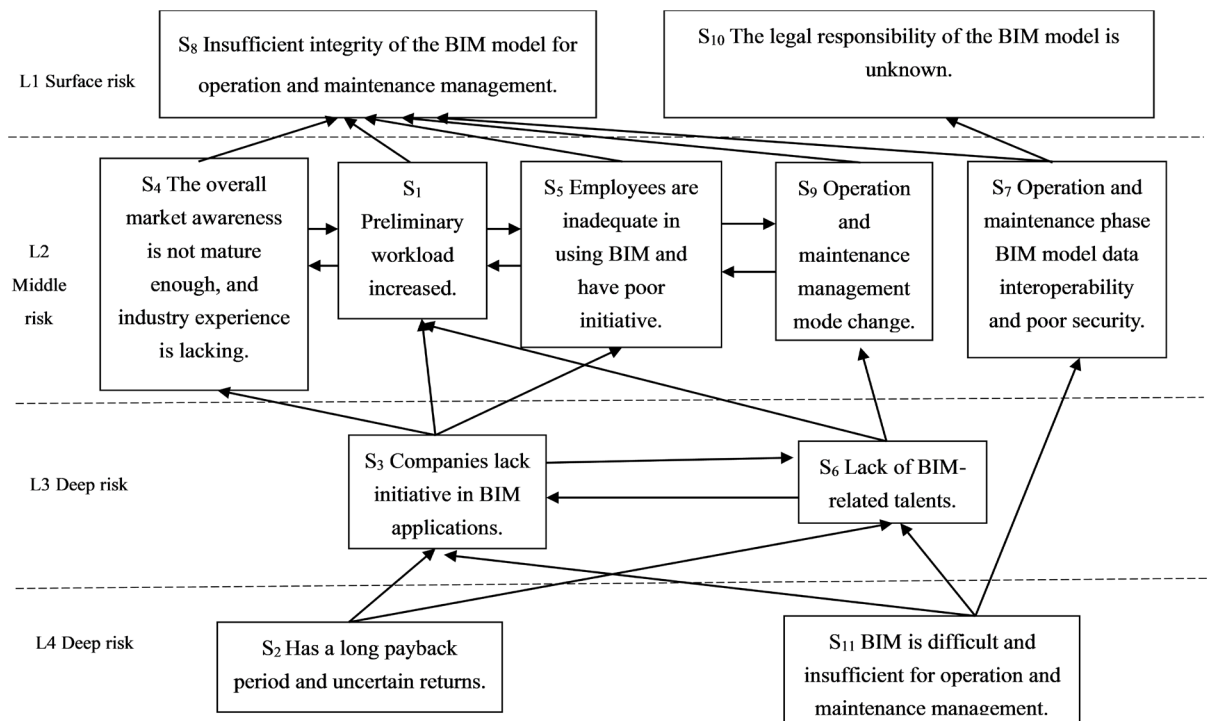 L1 Surface risk
S₈ Insufficient integrity of the BIM model for
operation and maintenance management.
S₁₀ The legal responsibility of the BIM model is
unknown.
L2
Middle
risk
S₄ The overall
market awareness
is not mature
enough, and
industry experience
is lacking.
S₁
Preliminary
workload
increased.
S₅ Employees are
inadequate in
using BIM and
have poor
initiative.
S₉ Operation
and
maintenance
management
mode change.
S₇ Operation and
maintenance phase
BIM model data
interoperability
and poor security.
L3 Deep risk
S₃ Companies lack
initiative in BIM
applications.
S₆ Lack of BIM-
related talents.
L4 Deep risk
S₂ Has a long payback
period and uncertain returns.
S₁₁ BIM is difficult and
insufficient for operation and
maintenance management.